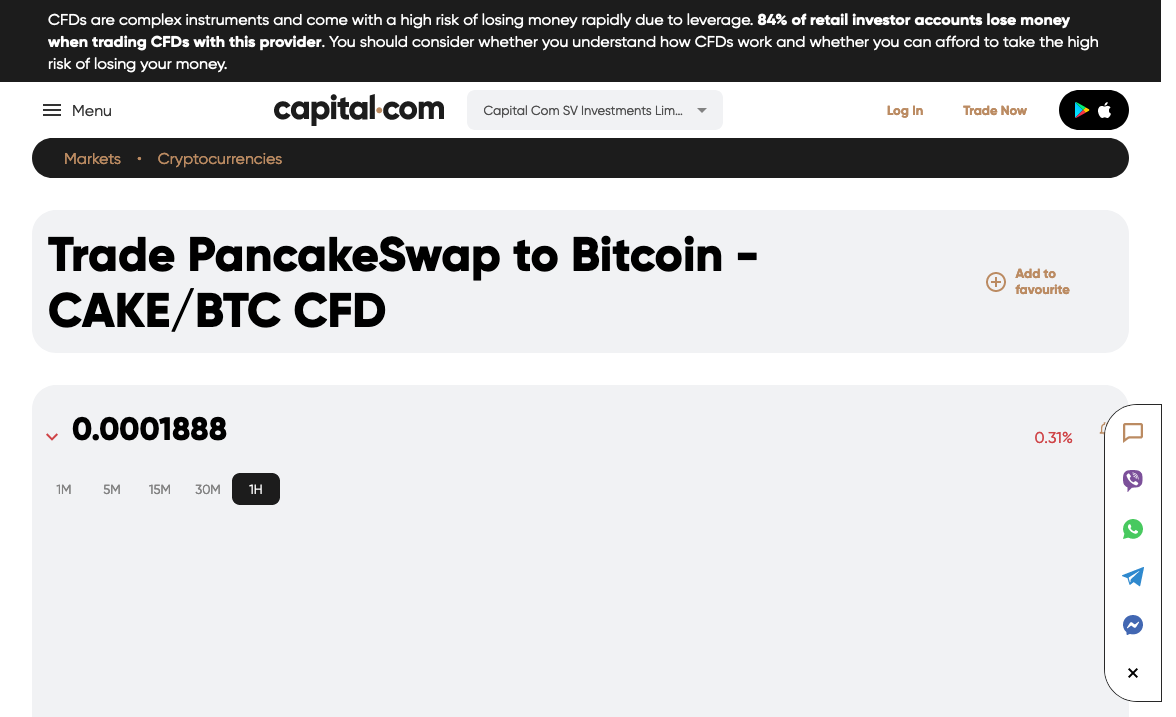 CFDs are complex instruments and come with a high risk of losing money rapidly due to leverage. 84% of retail investor accounts lose money
when trading CFDs with this provider. You should consider whether you understand how CFDs work and whether you can afford to take the high
risk of losing your money.
Menu
capital.com
Capital Com SV Investments Lim...
Log In
Trade Now
Markets • Cryptocurrencies
Trade PancakeSwap to Bitcoin -
CAKE/BTC CFD
Add to
favourite
0.0001888
0.31%
1M 5M 15M 30M 1H